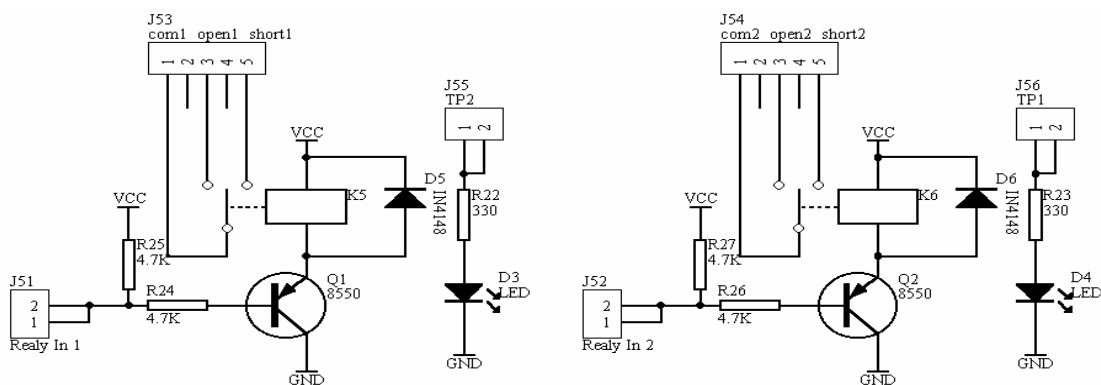 J53
com1 open1 short1
1 2 3 4 5
J55
TP2
1 2
VCC
D5
IN4148
K5
R22
330
VCC
R25
4.7K
J51
2
1
Realy In 1
R24
4.7K
Q1
8550
D3
LED
GND
GND
J54
com2 open2 short2
1 2 3 4 5
J56
TP1
1 2
VCC
D6
IN4148
K6
R23
330
VCC
R27
4.7K
J52
2
1
Realy In 2
R26
4.7K
Q2
8550
D4
LED
GND
GND